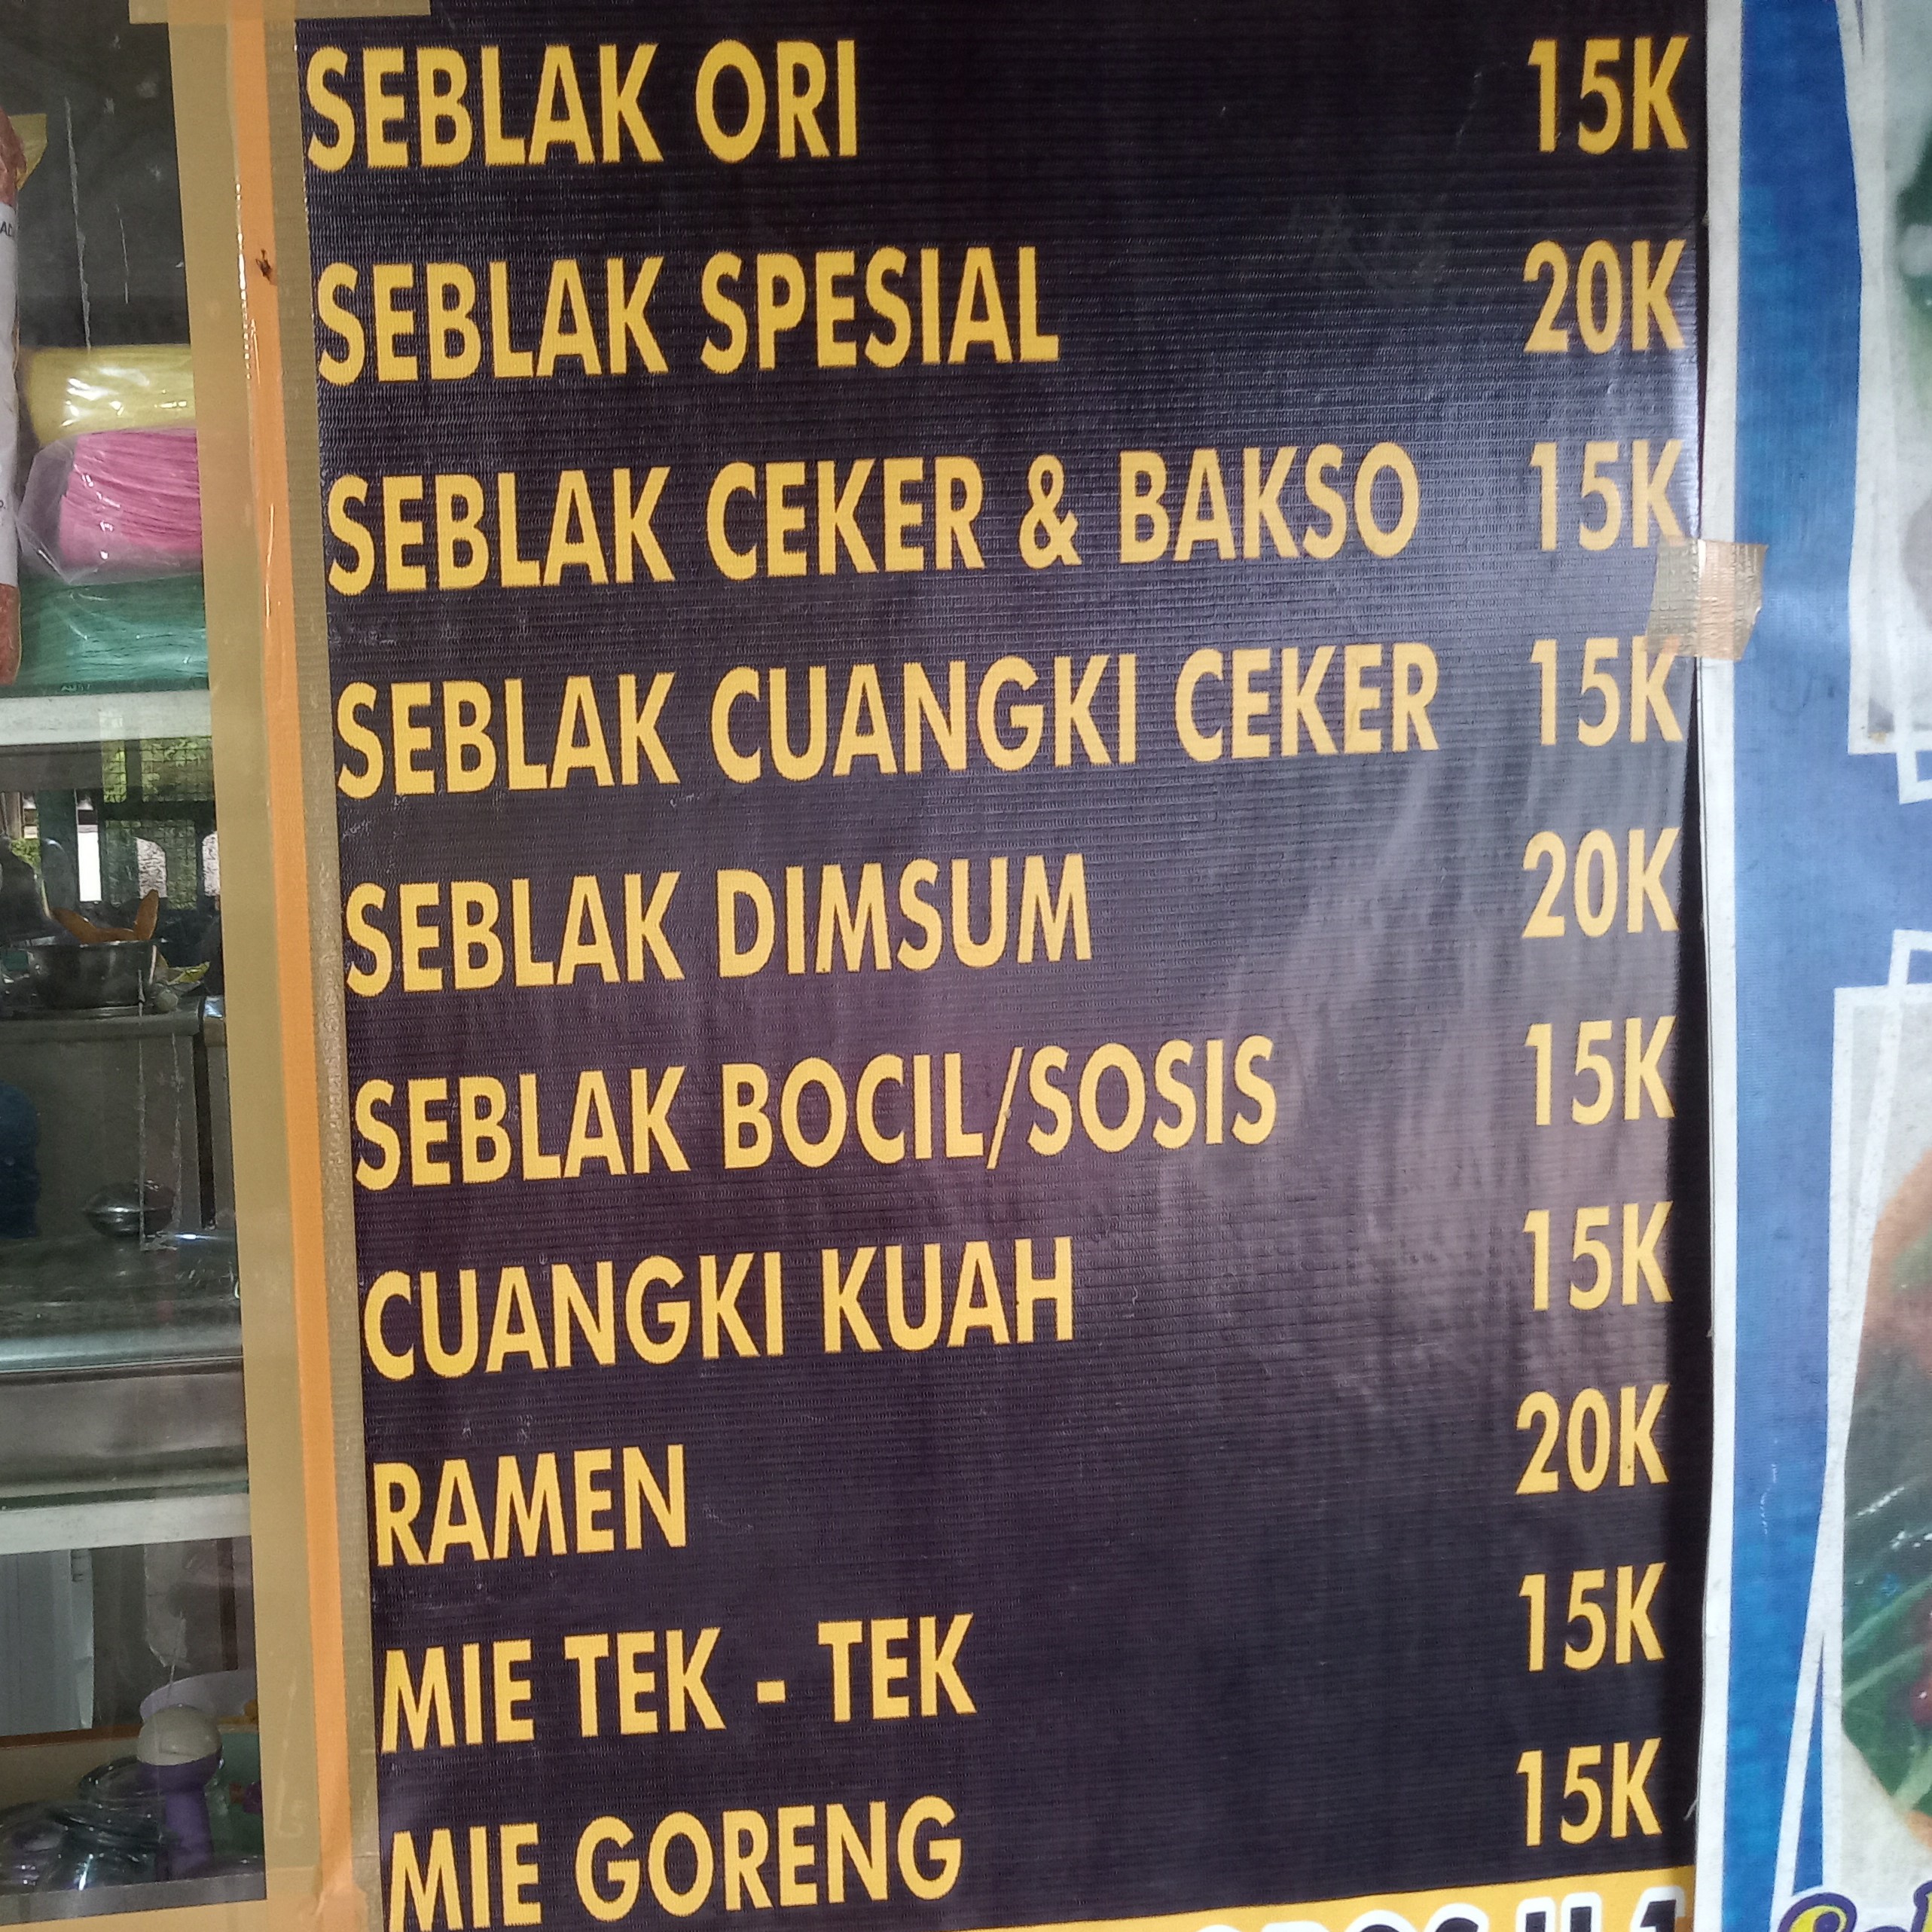 SEBLAK ORI 15K
SEBLAK SPESIAL 20K
SEBLAK CEKER & BAKSO 15K
SEBLAK CUANGKI CEKER 15K
SEBLAK DIMSUM 20K
SEBLAK BOCIL/SOSIS 15K
CUANGKI KUAH 15K
RAMEN 20K
MIE TEK - TEK 15K
MIE GORENG 15K